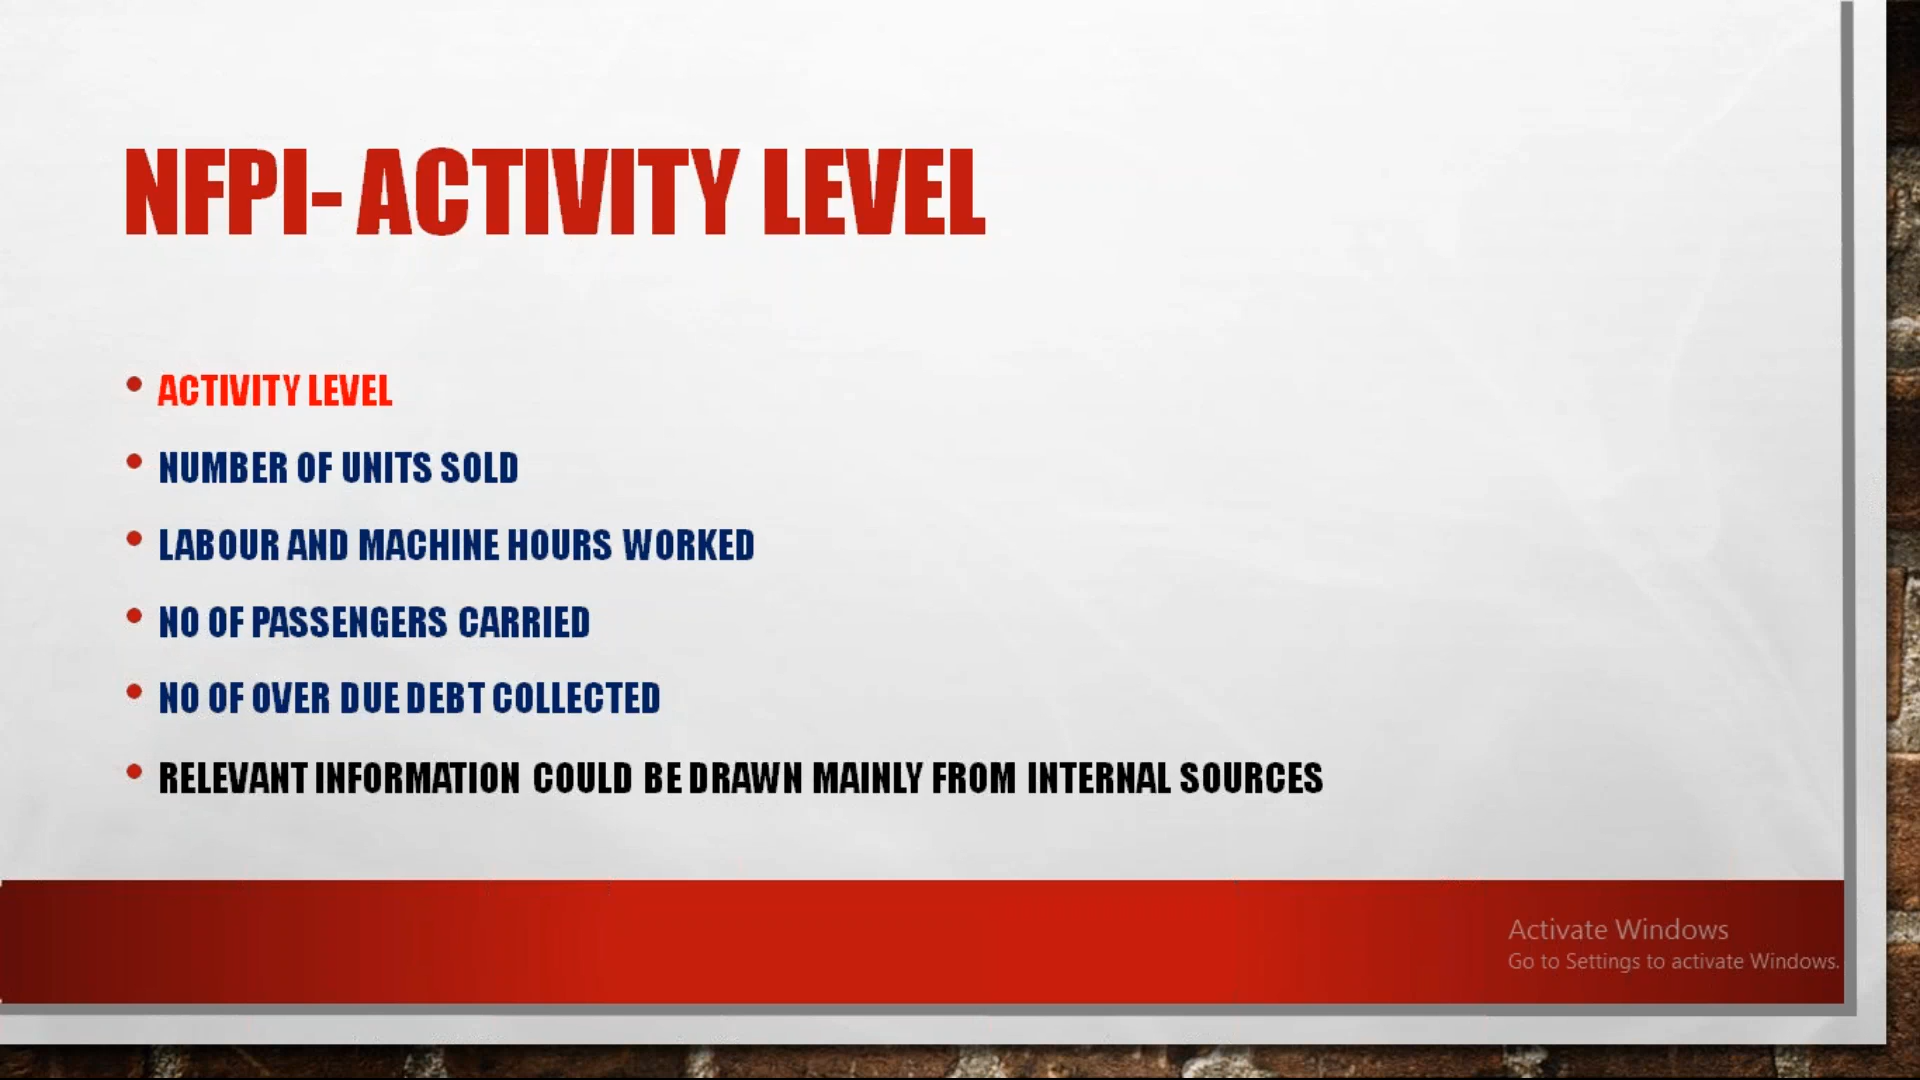 NFPI- ACTIVITY LEVEL
• ACTIVITY LEVEL
• NUMBER OF UNITS SOLD
• LABOUR AND MACHINE HOURS WORKED
• NO OF PASSENGERS CARRIED
• NO OF OVER DUE DEBT COLLECTED
• RELEVANT INFORMATION COULD BE DRAWN MAINLY FROM INTERNAL SOURCES
Activate Windows
Go to Settings to activate Windows.